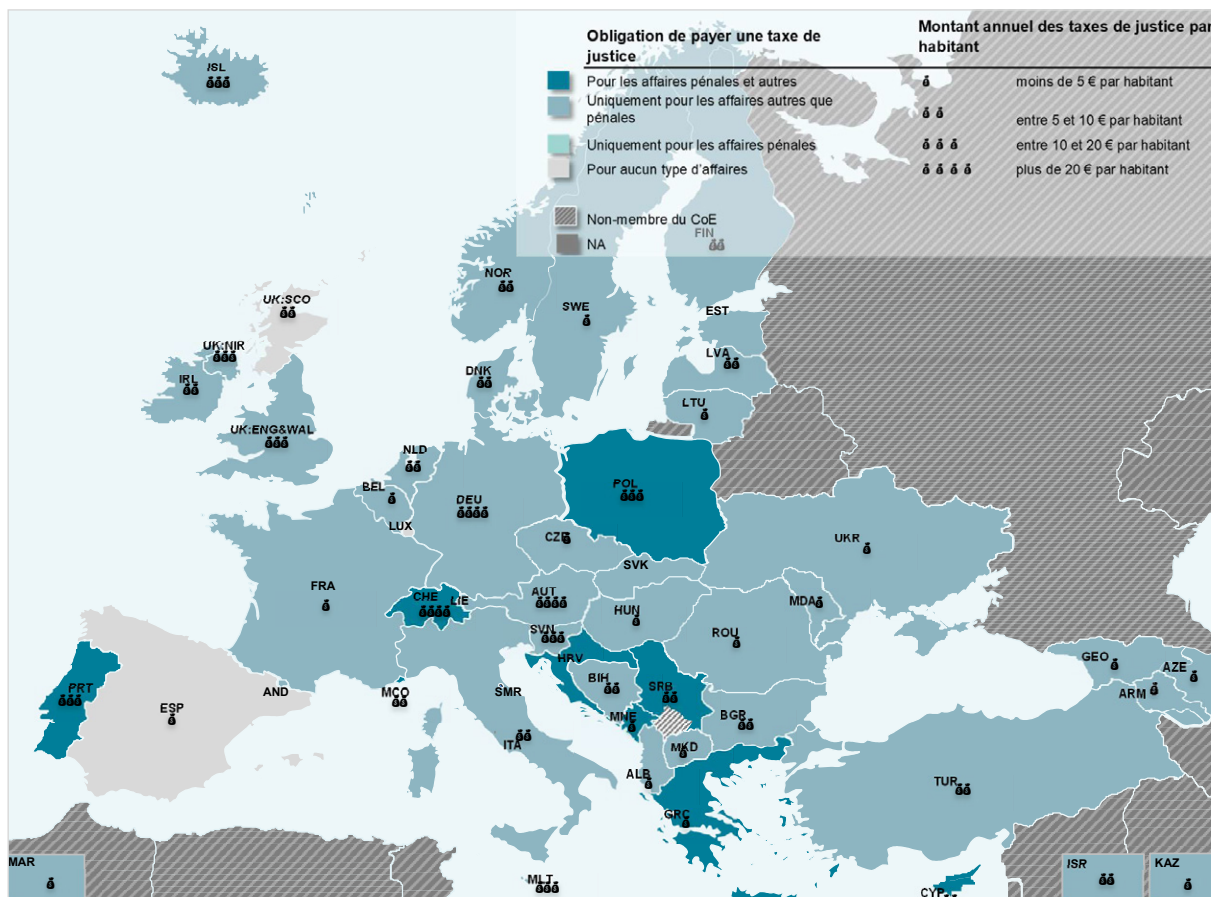 Obligation de payer une taxe de
justice
Montant annuel des taxes de justice par
habitant
Pour les affaires pénales et autres
moins de 5 € par habitant
Uniquement pour les affaires autres que
pénales
entre 5 et 10 € par habitant
Uniquement pour les affaires pénales
entre 10 et 20 € par habitant
Pour aucun type d'affaires
plus de 20 € par habitant
Non-membre du CoE
NA
ISL
FIN
NOR
UK:SCO
SWE
EST
UK:NIR
LVA
IRL
DNK
LTU
UK:ENG&WAL
NLD
BEL
DEU
POL
LUX
CZE
UKR
SVK
FRA
CHE
LIE
AUT
HUN
MDA
SVN
ROU
HRV
GEO
AZE
BIH
SRB
ARM
PRT
AND
MCO
SMR
ESP
MNE
BGR
ITA
MKD
ALB
TUR
GRC
MAR
MLT
CYP
ISR
KAZ